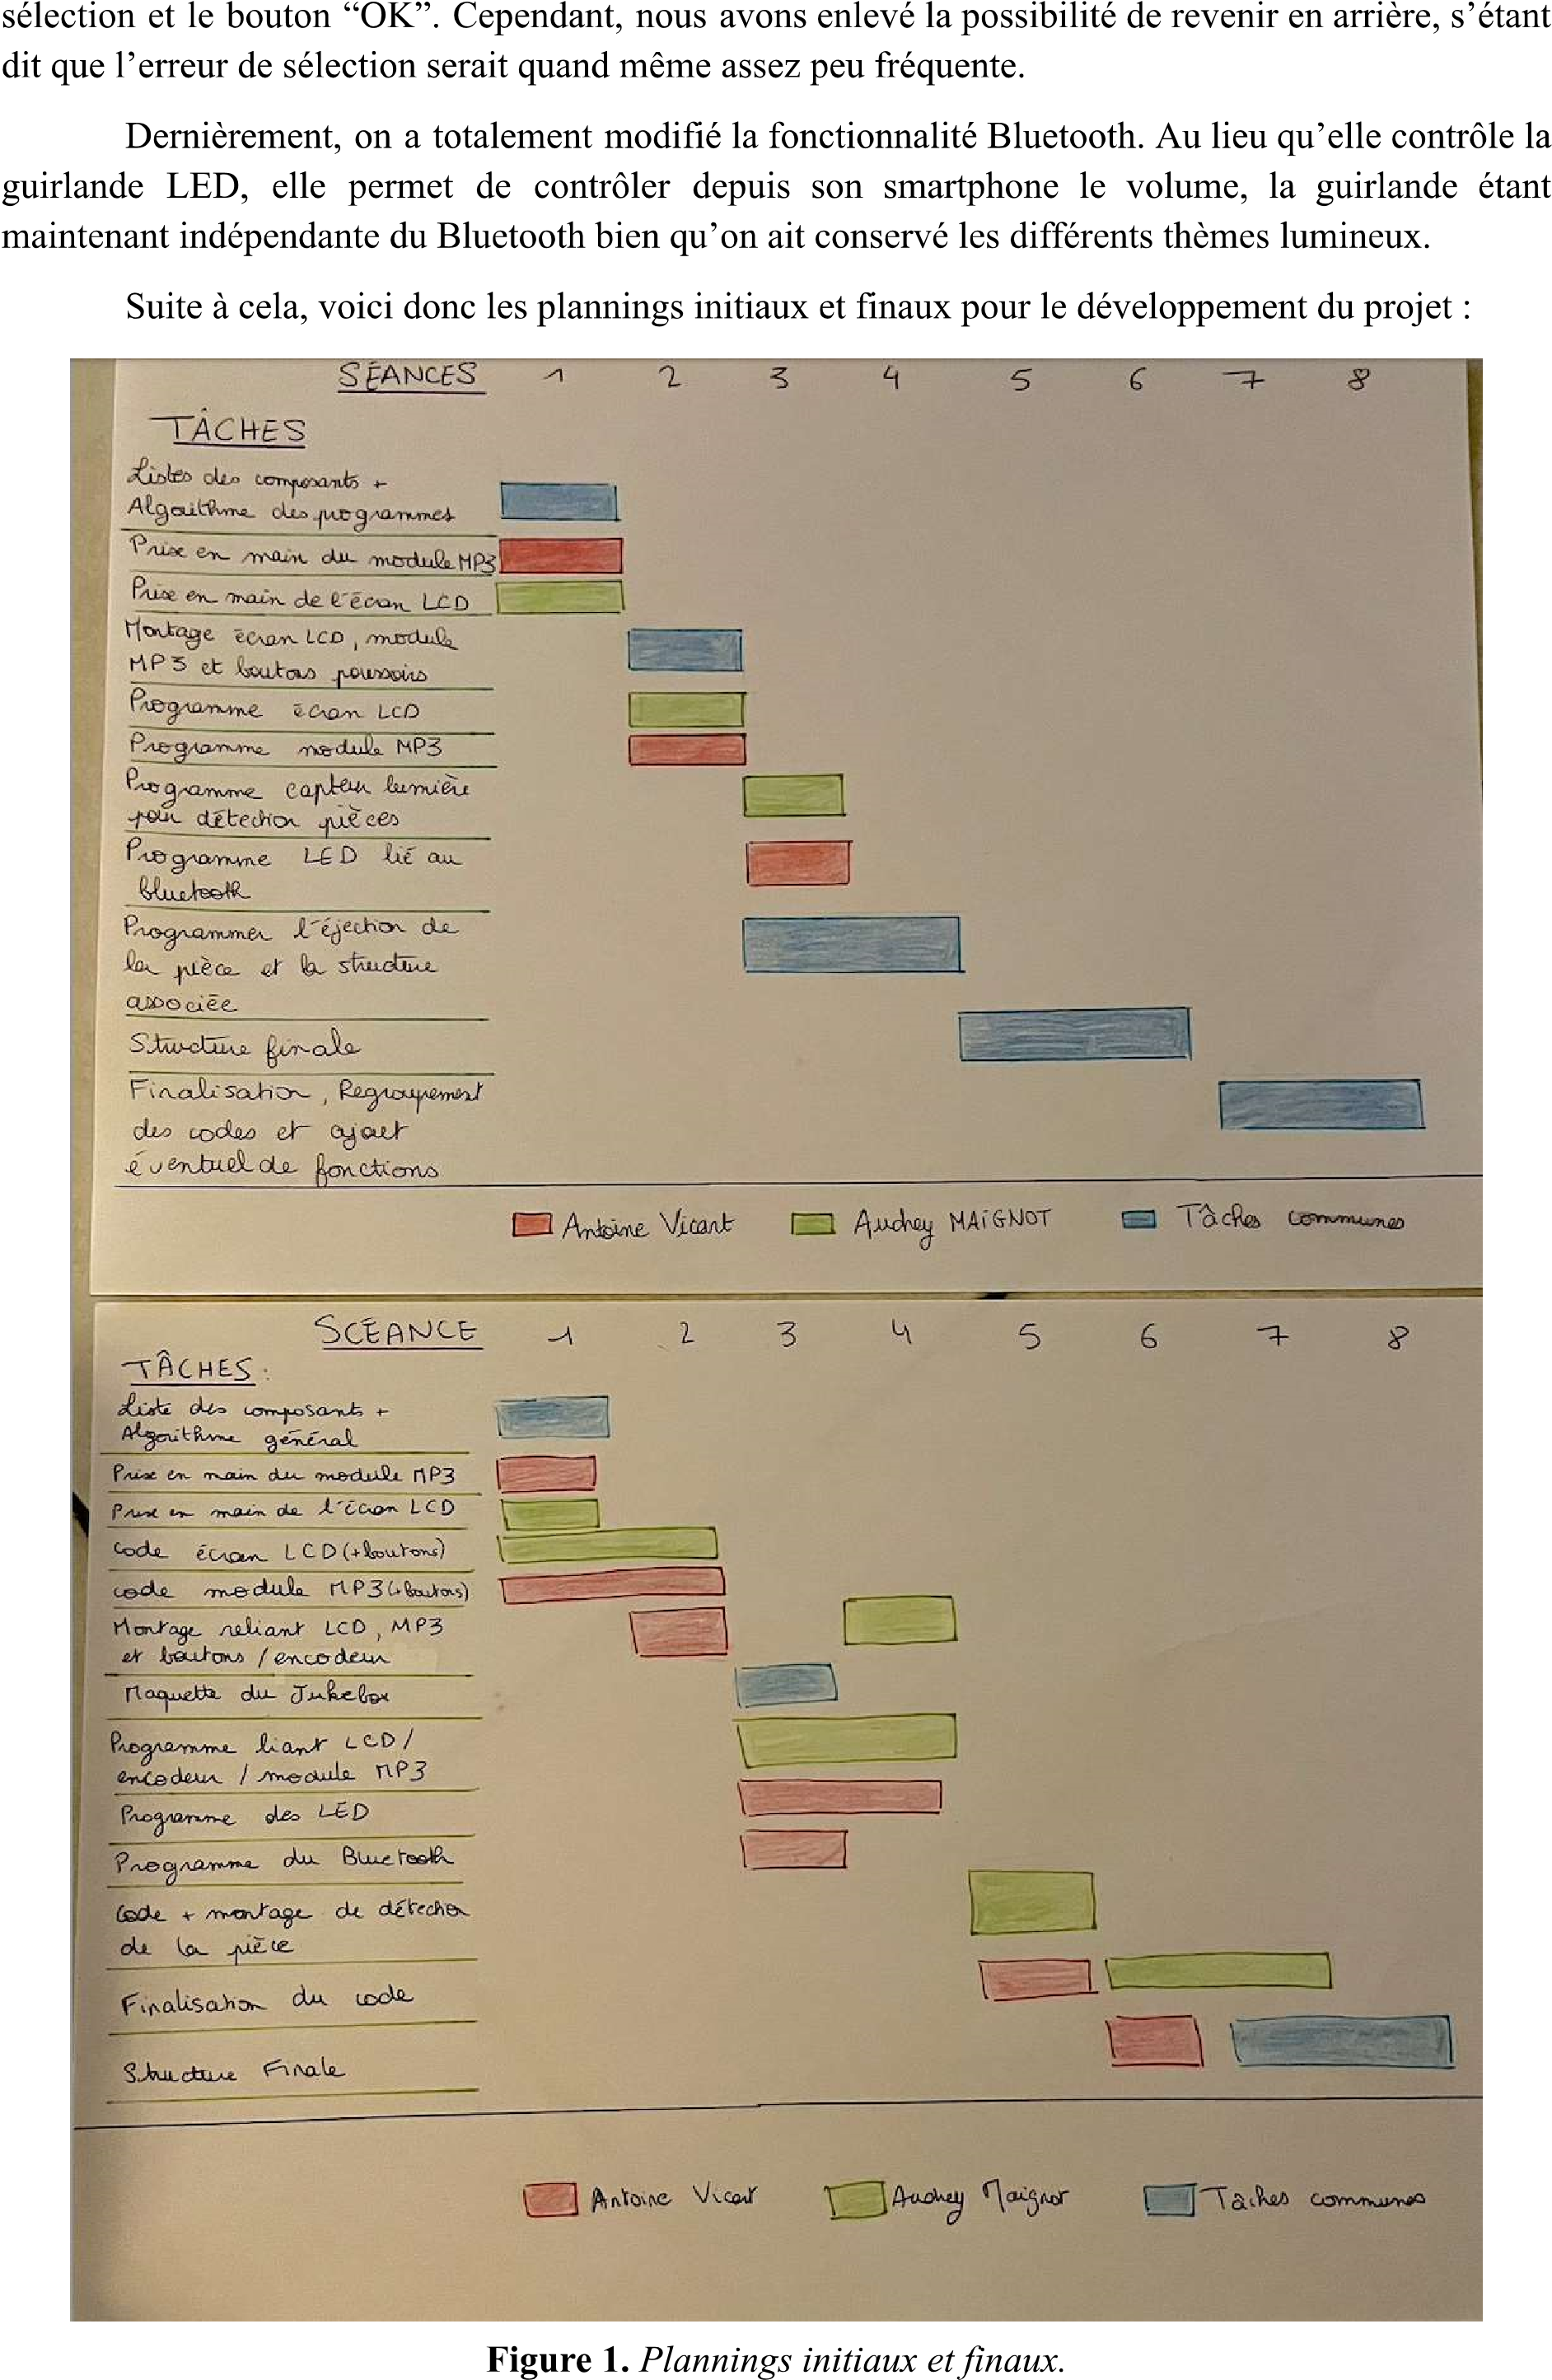 sélection et le bouton “OK”. Cependant, nous avons enlevé la possibilité de revenir en arrière, s’étant
dit que l’erreur de sélection serait quand même assez peu fréquente.
Dernièrement, on a totalement modifié la fonctionnalité Bluetooth. Au lieu qu’elle contrôle la
guirlande LED, elle permet de contrôler depuis son smartphone le volume, la guirlande étant
maintenant indépendante du Bluetooth bien qu’on ait conservé les différents thèmes lumineux.
Suite à cela, voici donc les plannings initiaux et finaux pour le développement du projet :
SÉANCES 1 2 3 4 5 6 7 8
TÂCHES
Listes des composants +
Algorithme des programmes
Prise en main du module MP3
Prise en main de l'écran LCD
Montage écran LCD, module
MP3 et boutons poussoirs
Programme écran LCD
Programme module MP3
Programme capteur lumière
pour détection pièces
Programme LED lié au
bluetooth
Programmer l'éjection de
la pièce et la structure
associée
Structure finale
Finalisation, Regroupement
des codes et ajout
éventuel de fonctions
Antoine Vicart Audrey MAIGNOT Tâches communes
SCÉANCE 1 2 3 4 5 6 7 8
TÂCHES:
Liste des composants +
Algorithme général
Prise en main du module MP3
Prise en main de l'écran LCD
code écran LCD (+boutons)
code module MP3 (+boutons)
Montage reliant LCD, MP3
et boutons / encodeur
Maquette du Jukebox
Programme liant LCD/
encodeur / module MP3
Programme des LED
Programme du Bluetooth
Code + montage de détection
de la pièce
Finalisation du code
Structure Finale
Antoine Vicart Audrey Maignot Tâches communes
Figure 1. Plannings initiaux et finaux.